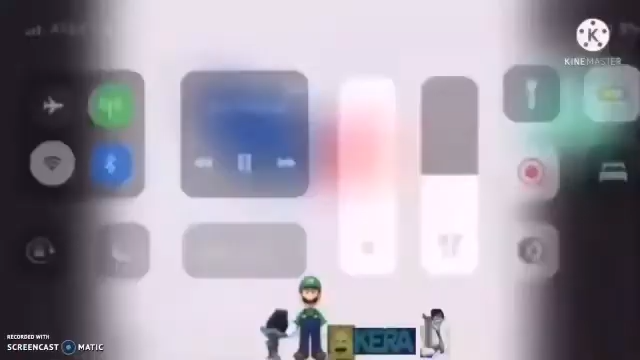 K
KINEMASTER
KERA
RECORDED WITH
SCREENCAST MATIC